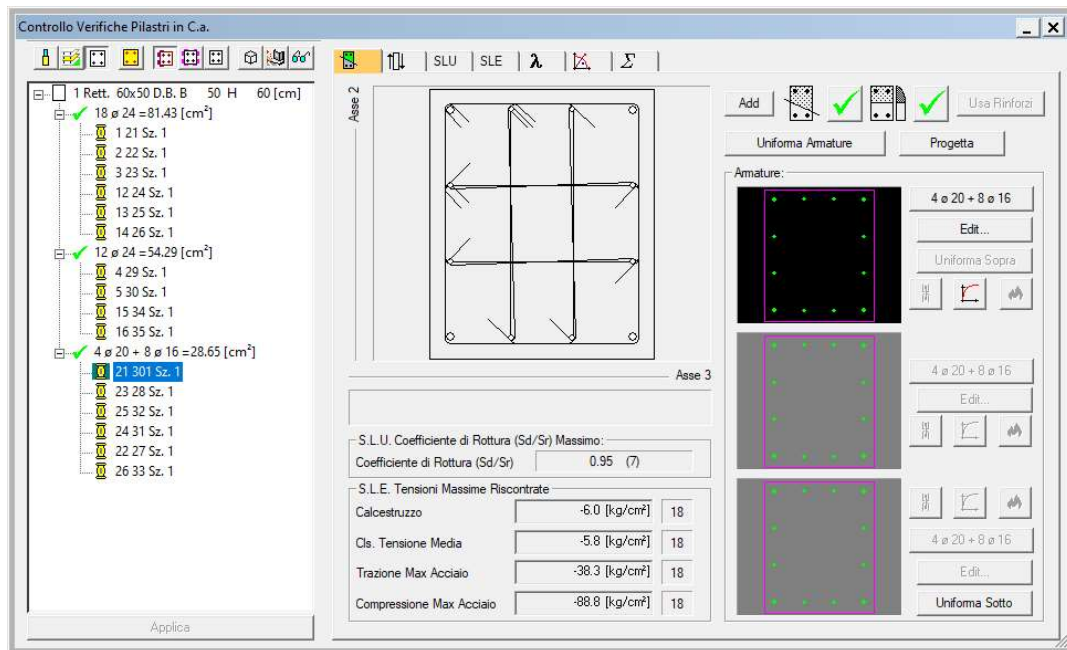 Controllo Verifiche Pilastri in C.a.
SLU
SLE
λ
Σ
1 Rett. 60x50 D.B. B 50 H 60 [cm]
18 ø 24 =81.43 [cm²]
1 21 Sz. 1
2 22 Sz. 1
3 23 Sz. 1
12 24 Sz. 1
13 25 Sz. 1
14 26 Sz. 1
12 ø 24 =54.29 [cm²]
4 29 Sz. 1
5 30 Sz. 1
15 34 Sz. 1
16 35 Sz. 1
4 ø 20 + 8 ø 16 =28.65 [cm²]
21 301 Sz. 1
23 28 Sz. 1
25 32 Sz. 1
24 31 Sz. 1
22 27 Sz. 1
26 33 Sz. 1
Applica
Asse 2
Asse 3
S.L.U. Coefficiente di Rottura (Sd/Sr) Massimo:
Coefficiente di Rottura (Sd/Sr) 0.95 (7)
S.L.E. Tensioni Massime Riscontrate
Calcestruzzo -6.0 [kg/cm²] 18
Cls. Tensione Media -5.8 [kg/cm²] 18
Trazione Max Acciaio -38.3 [kg/cm²] 18
Compressione Max Acciaio -88.8 [kg/cm²] 18
Add
Usa Rinforzi
Uniforma Armature
Progetta
Armature:
4 ø 20 + 8 ø 16
Edit...
Uniforma Sopra
4 ø 20 + 8 ø 16
Edit...
4 ø 20 + 8 ø 16
Edit...
Uniforma Sotto